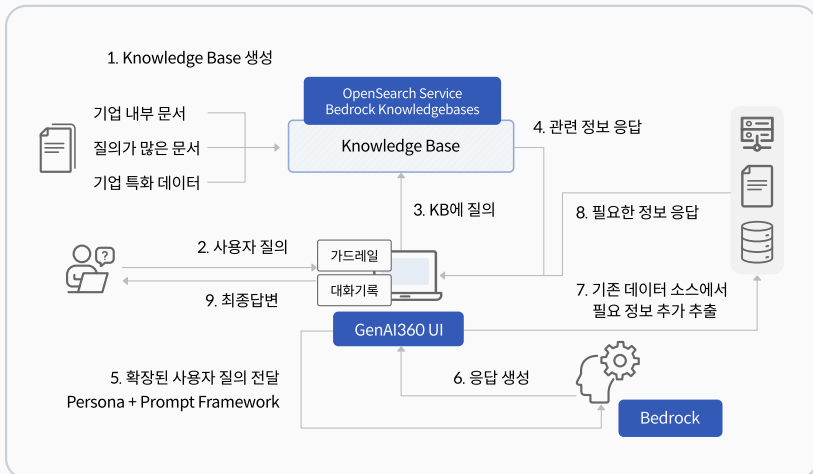 1. Knowledge Base 생성
OpenSearch Service
Bedrock Knowledgebases
기업 내부 문서
질의가 많은 문서
기업 특화 데이터
Knowledge Base
4. 관련 정보 응답
3. KB에 질의
8. 필요한 정보 응답
2. 사용자 질의
가드레일
대화기록
9. 최종답변
7. 기존 데이터 소스에서
필요 정보 추가 추출
GenAI360 UI
5. 확장된 사용자 질의 전달
Persona + Prompt Framework
6. 응답 생성
Bedrock
?